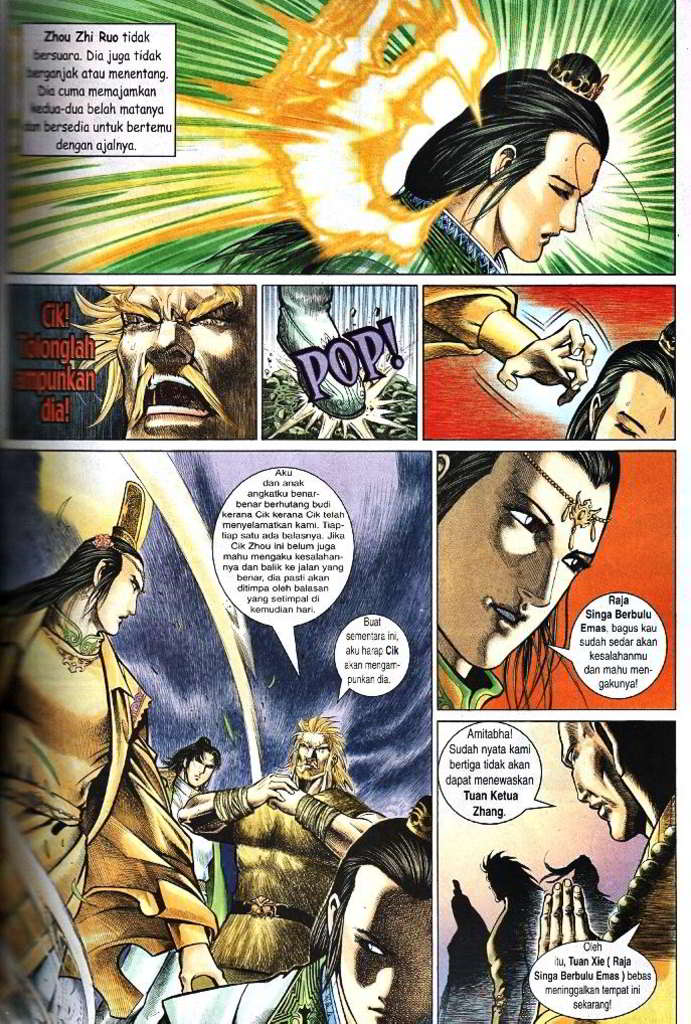 Zhou Zhi Ruo tidak
bersuara. Dia juga tidak
berganjak atau menentang.
Dia cuma memajamkan
kedua-dua belah matanya
dan bersedia untuk bertemu
dengan ajalnya.
Cik!
Tolonglah
ampunkan
dia!
POP!
Aku
dan anak
angkatku benar-
benar berhutang budi
kerana Cik kerana Cik telah
menyelamatkan kami. Tiap-
tiap satu ada balasnya. Jika
Cik Zhou ini belum juga
mahu mengaku kesalahan-
nya dan balik ke jalan yang
benar, dia pasti akan
ditimpa oleh balasan
yang setimpal di
kemudian hari.
Buat
sementara ini,
aku harap Cik
akan mengam-
punkan dia.
Raja
Singa Berbulu
Emas, bagus kau
sudah sedar akan
kesalahanmu
dan mahu men-
gakunya!
Amitabha!
Sudah nyata kami
bertiga tidak akan
dapat menewaskan
Tuan Ketua
Zhang.
Oleh
itu, Tuan Xie ( Raja
Singa Berbulu Emas ) bebas
meninggalkan tempat ini
sekarang!